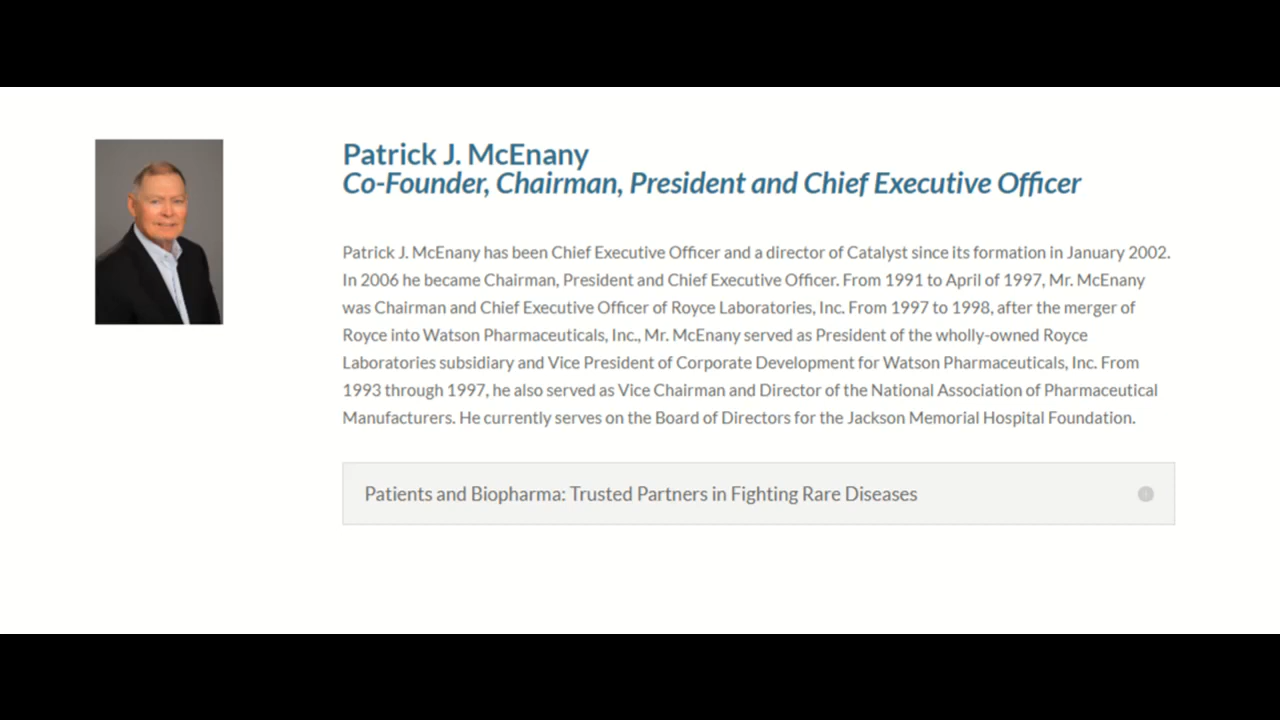 Patrick J. McEnany
Co-Founder, Chairman, President and Chief Executive Officer
Patrick J. McEnany has been Chief Executive Officer and a director of Catalyst since its formation in January 2002.
In 2006 he became Chairman, President and Chief Executive Officer. From 1991 to April of 1997, Mr. McEnany
was Chairman and Chief Executive Officer of Royce Laboratories, Inc. From 1997 to 1998, after the merger of
Royce into Watson Pharmaceuticals, Inc., Mr. McEnany served as President of the wholly-owned Royce
Laboratories subsidiary and Vice President of Corporate Development for Watson Pharmaceuticals, Inc. From
1993 through 1997, he also served as Vice Chairman and Director of the National Association of Pharmaceutical
Manufacturers. He currently serves on the Board of Directors for the Jackson Memorial Hospital Foundation.
Patients and Biopharma: Trusted Partners in Fighting Rare Diseases